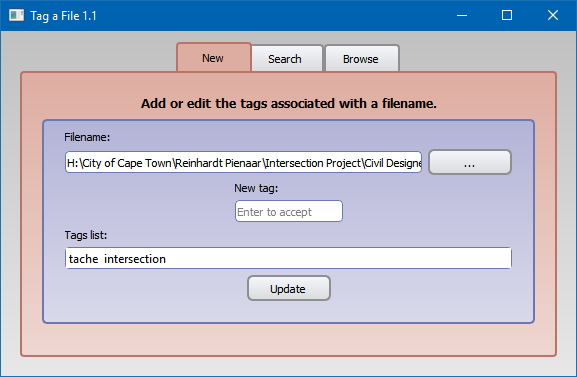 Tag a File 1.1
New
Search
Browse
Add or edit the tags associated with a filename.
Filename:
H:\City of Cape Town\Reinhardt Pienaar\Intersection Project\Civil Designe
...
New tag:
Enter to accept
Tags list:
tache intersection
Update